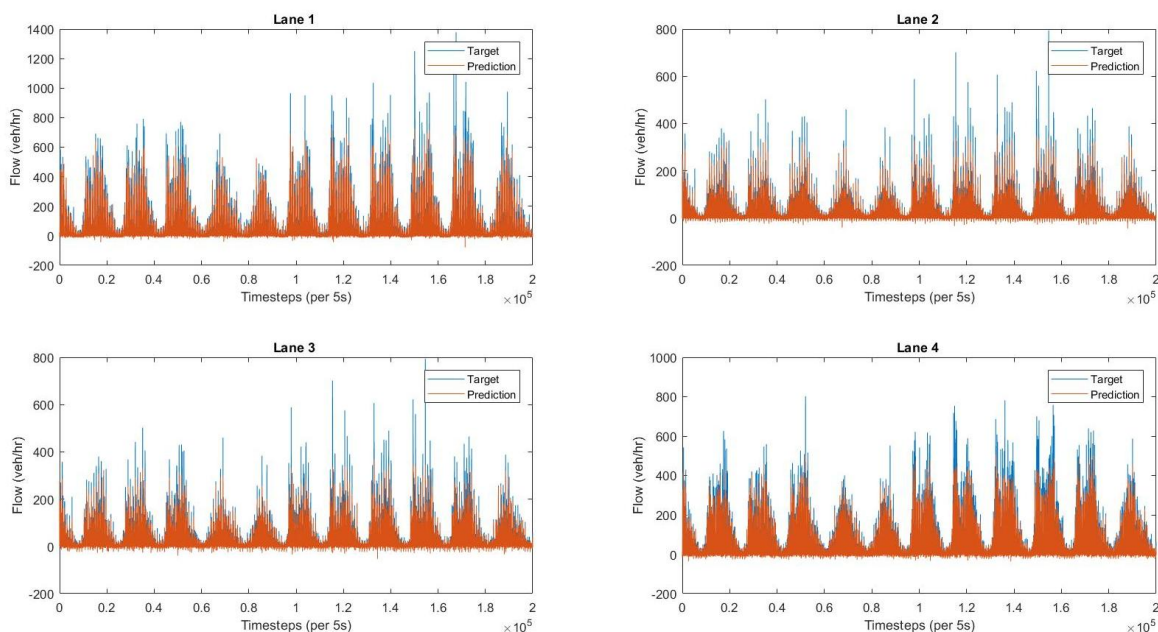 Lane 1
1400
1200
1000
800
600
400
200
0
-200
Flow (veh/hr)
Target
Prediction
0 0.2 0.4 0.6 0.8 1 1.2 1.4 1.6 1.8 2
Timesteps (per 5s)
×10^5
Lane 2
800
600
400
200
0
-200
Flow (veh/hr)
Target
Prediction
0 0.2 0.4 0.6 0.8 1 1.2 1.4 1.6 1.8 2
Timesteps (per 5s)
×10^5
Lane 3
800
600
400
200
0
-200
Flow (veh/hr)
Target
Prediction
0 0.2 0.4 0.6 0.8 1 1.2 1.4 1.6 1.8 2
Timesteps (per 5s)
×10^5
Lane 4
1000
800
600
400
200
0
-200
Flow (veh/hr)
Target
Prediction
0 0.2 0.4 0.6 0.8 1 1.2 1.4 1.6 1.8 2
Timesteps (per 5s)
×10^5